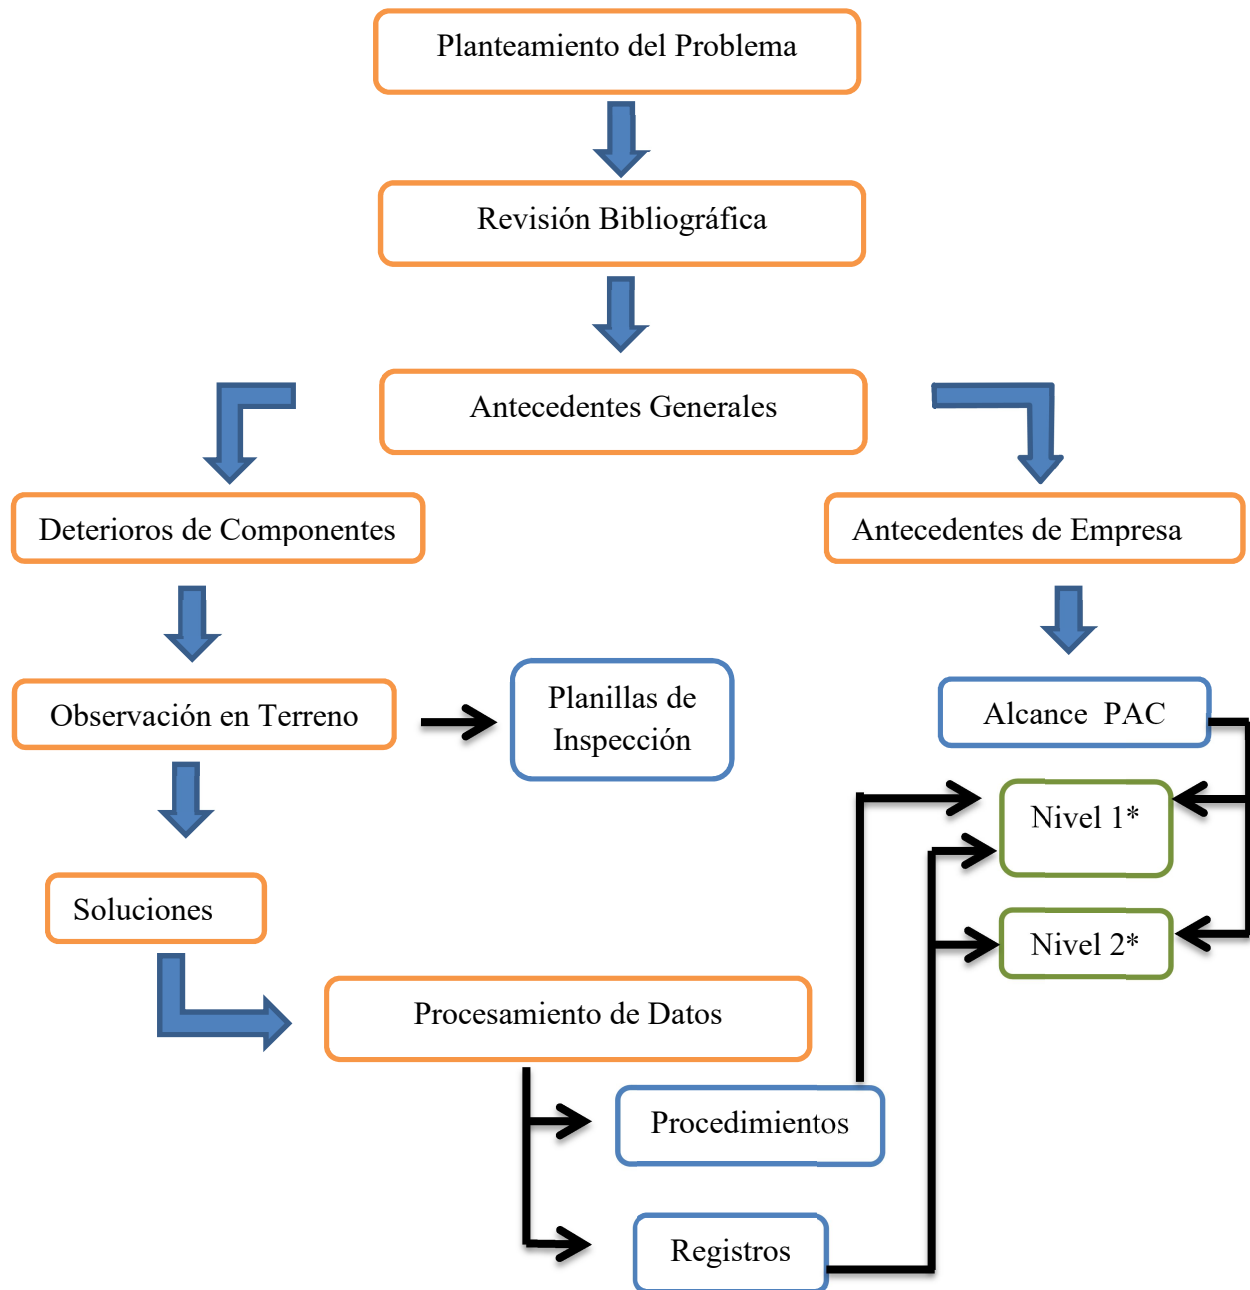 Planteamiento del Problema
Revisión Bibliográfica
Antecedentes Generales
Deterioros de Componentes
Antecedentes de Empresa
Observación en Terreno
Planillas de
Inspección
Alcance PAC
Nivel 1*
Soluciones
Nivel 2*
Procesamiento de Datos
Procedimientos
Registros